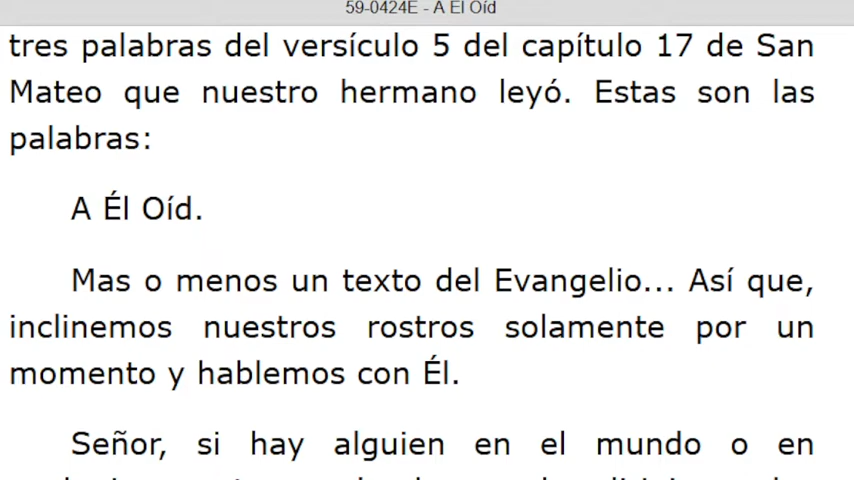 59-0424E - A El Oíd
tres palabras del versículo 5 del capítulo 17 de San
Mateo que nuestro hermano leyó. Estas son las
palabras:
A Él Oíd.
Mas o menos un texto del Evangelio... Así que,
inclinemos nuestros rostros solamente por un
momento y hablemos con Él.
Señor, si hay alguien en el mundo o en